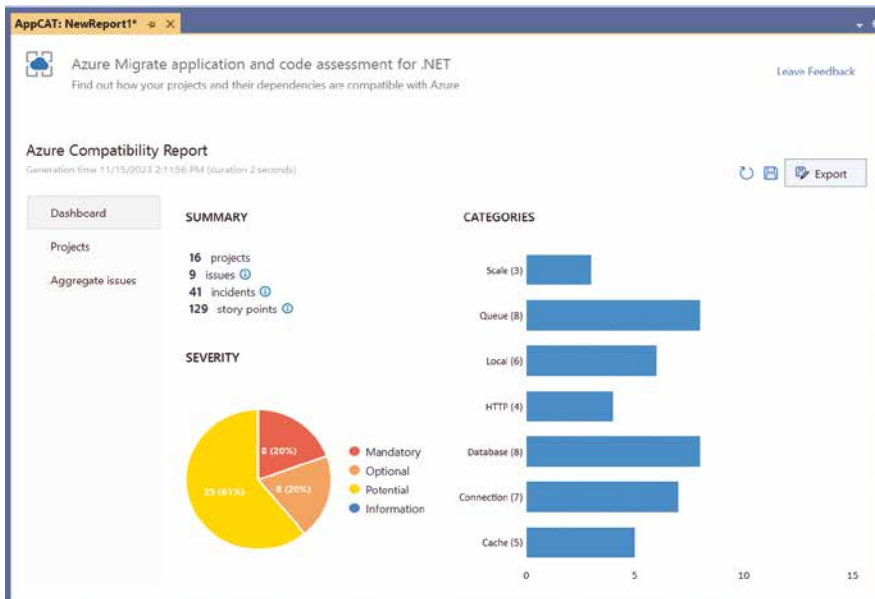 AppCAT: NewReport1*
Azure Migrate application and code assessment for .NET
Find out how your projects and their dependencies are compatible with Azure
Leave Feedback
Azure Compatibility Report
Generation time 11/15/2023 2:11:56 PM (duration 2 seconds)
Export
Dashboard
Projects
Aggregate issues
SUMMARY
16 projects
9 issues
41 incidents
129 story points
SEVERITY
8 (20%)
8 (20%)
25 (61%)
Mandatory
Optional
Potential
Information
CATEGORIES
Scale (3)
Queue (8)
Local (6)
HTTP (4)
Database (8)
Connection (7)
Cache (5)
0 5 10 15